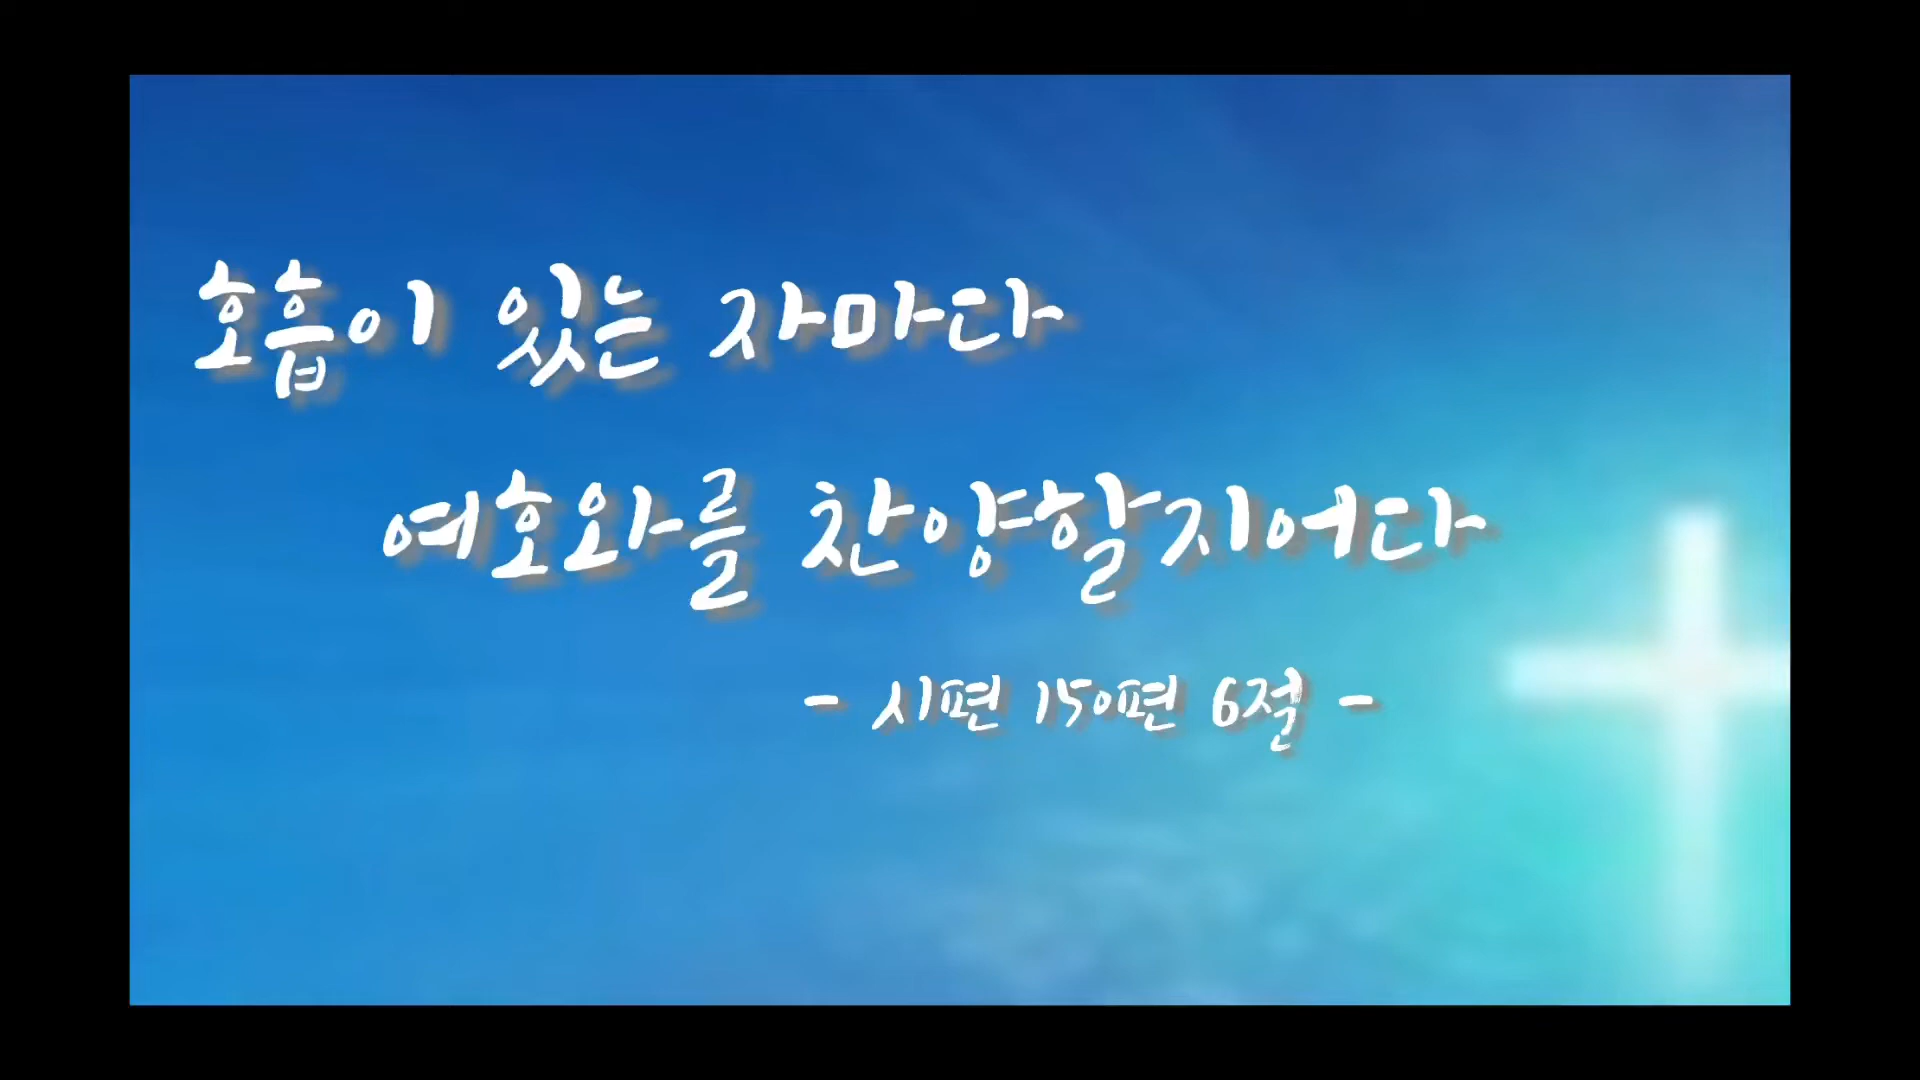 호흡이 있는 자마다
여호와를 찬양할지어다
- 시편 150편 6절 -